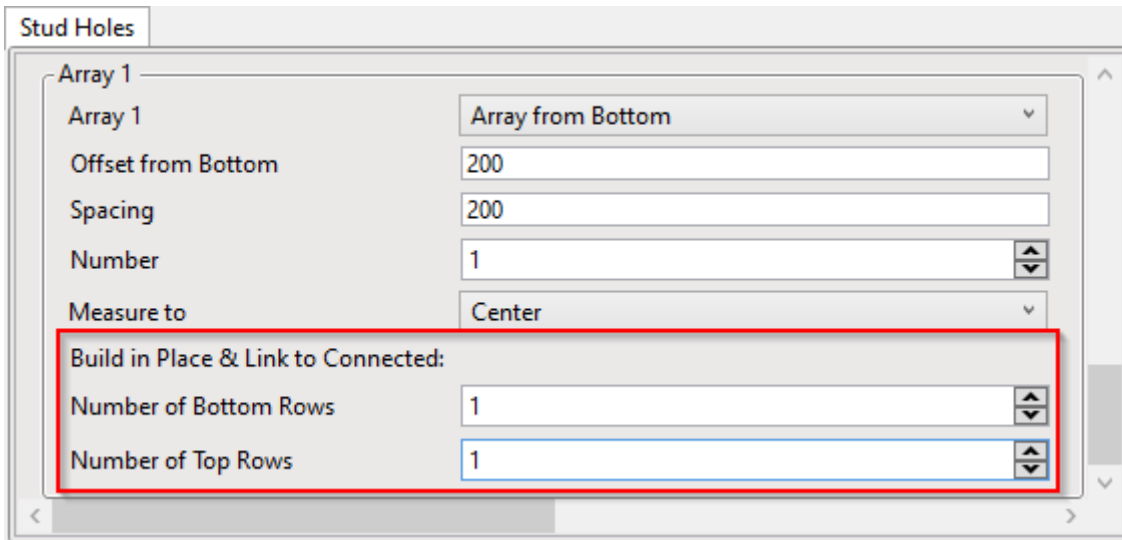 Stud Holes
Array 1
Array 1 Array from Bottom
Offset from Bottom 200
Spacing 200
Number 1
Measure to Center
Build in Place & Link to Connected:
Number of Bottom Rows 1
Number of Top Rows 1